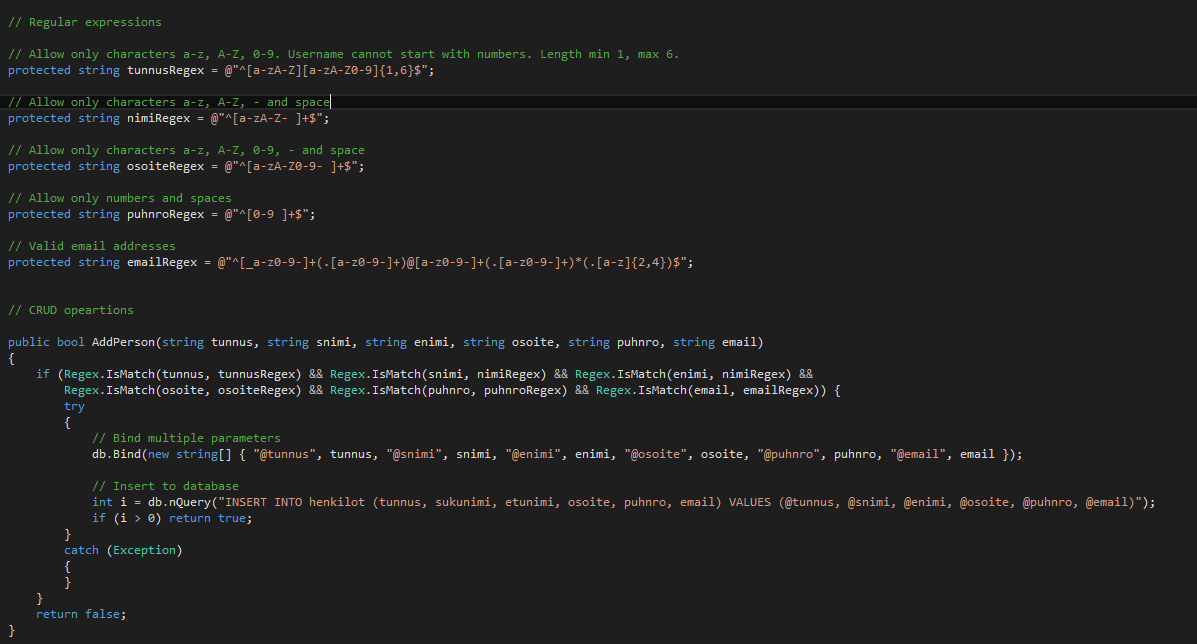 // Regular expressions
// Allow only characters a-z, A-Z, 0-9. Username cannot start with numbers. Length min 1, max 6.
protected string tunnusRegex = @"^[a-zA-Z][a-zA-Z0-9]{1,6}$";
// Allow only characters a-z, A-Z, - and space
protected string nimiRegex = @"^[a-zA-Z- ]+$";
// Allow only characters a-z, A-Z, 0-9, - and space
protected string osoiteRegex = @"^[a-zA-Z0-9- ]+$";
// Allow only numbers and spaces
protected string puhnroRegex = @"^[0-9 ]+$";
// Valid email addresses
protected string emailRegex = @"^[_a-z0-9-]+(.[a-z0-9-]+)@[a-z0-9-]+(.[a-z0-9-]+)*(.[a-z]{2,4})$";
// CRUD opeartions
public bool AddPerson(string tunnus, string snimi, string enimi, string osoite, string puhnro, string email)
{
    if (Regex.IsMatch(tunnus, tunnusRegex) && Regex.IsMatch(snimi, nimiRegex) && Regex.IsMatch(enimi, nimiRegex) &&
        Regex.IsMatch(osoite, osoiteRegex) && Regex.IsMatch(puhnro, puhnroRegex) && Regex.IsMatch(email, emailRegex)) {
        try
        {
            // Bind multiple parameters
            db.Bind(new string[] { "@tunnus", tunnus, "@snimi", snimi, "@enimi", enimi, "@osoite", osoite, "@puhnro", puhnro, "@email", email });
            // Insert to database
            int i = db.nQuery("INSERT INTO henkilot (tunnus, sukunimi, etunimi, osoite, puhnro, email) VALUES (@tunnus, @snimi, @enimi, @osoite, @puhnro, @email)");
            if (i > 0) return true;
        }
        catch (Exception)
        {
        }
    }
    return false;
}